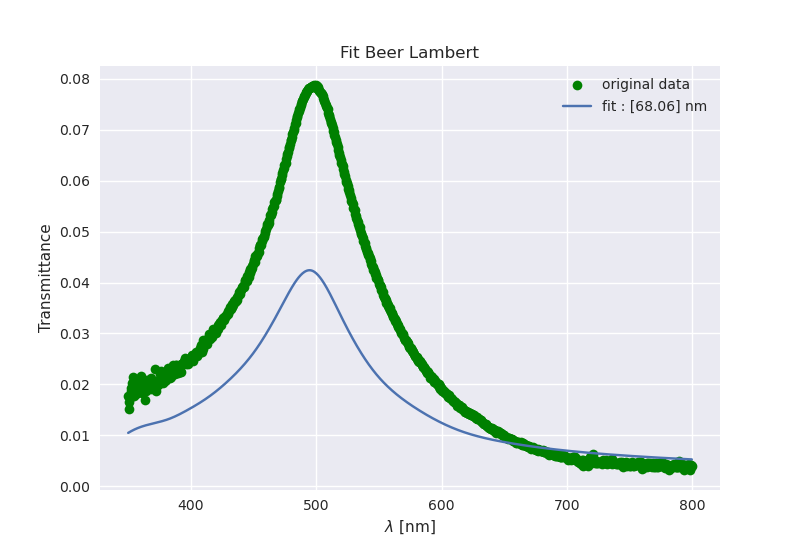 Fit Beer Lambert
original data
fit : [68.06] nm
Transmittance
0.08
0.07
0.06
0.05
0.04
0.03
0.02
0.01
0.00
400 500 600 700 800
λ [nm]